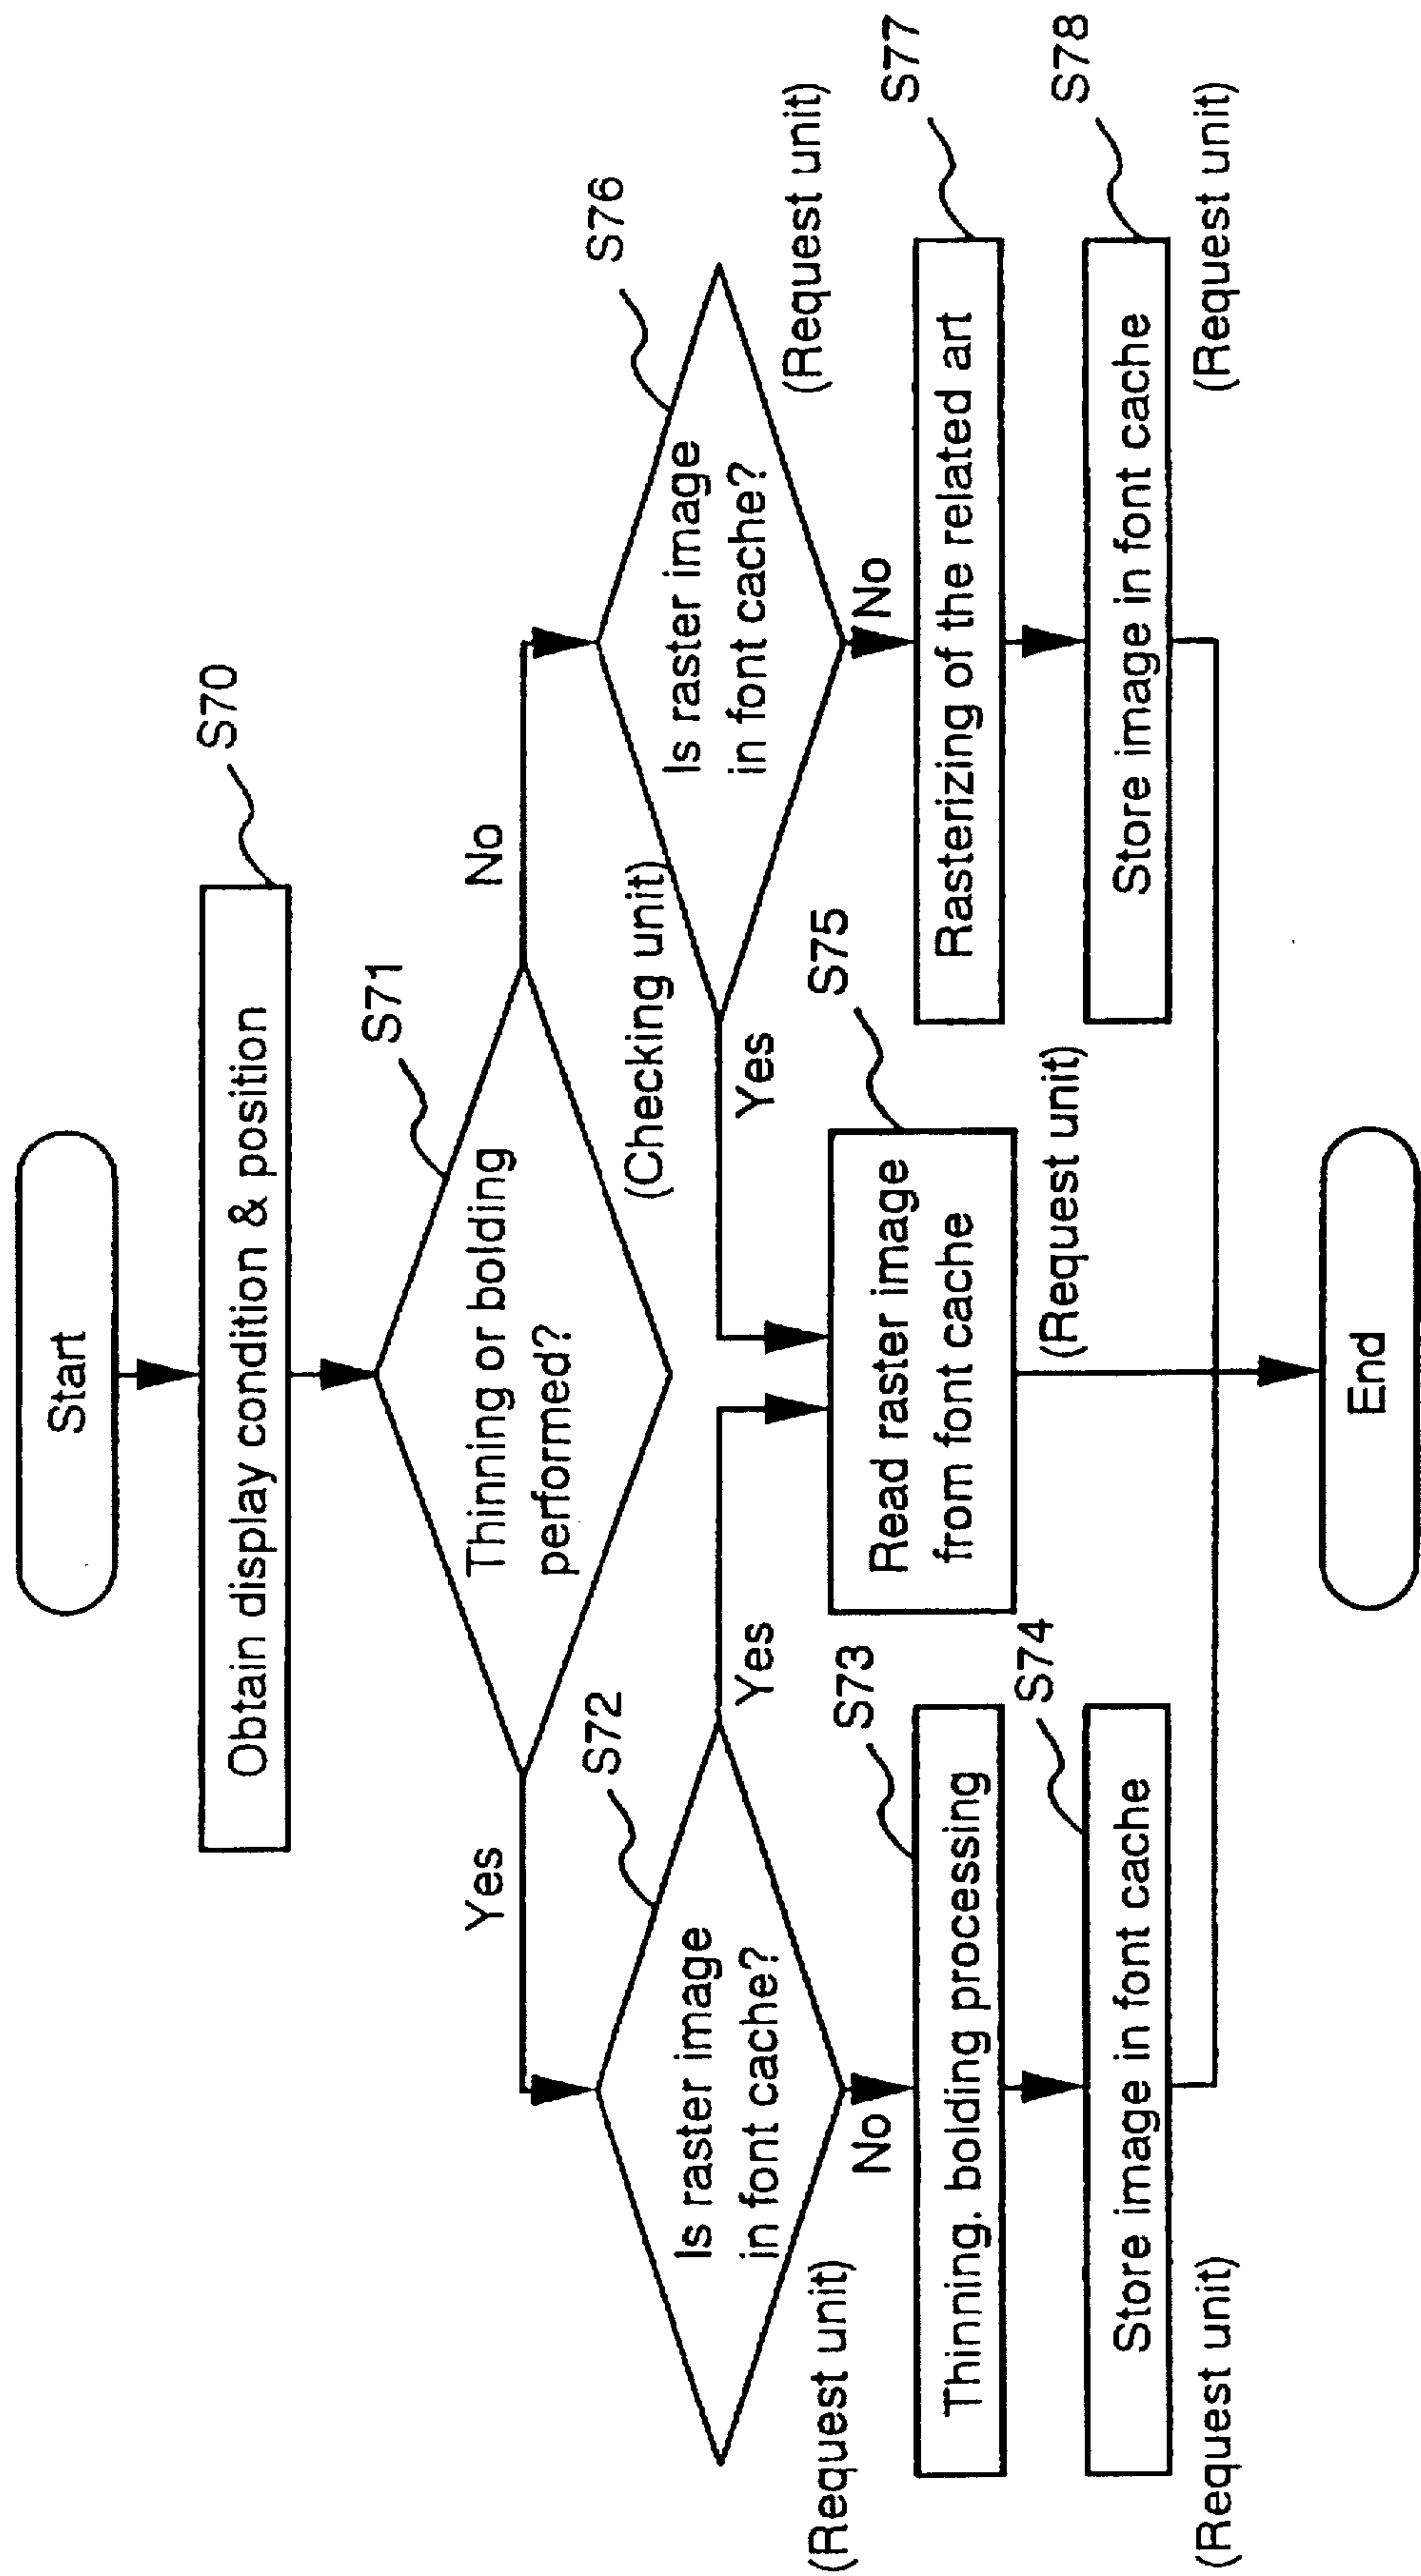 Start
S70
Obtain display condition & position
S71
Thinning or bolding
performed?
Yes
No
(Checking unit)
S72
Is raster image
in font cache?
Yes
No
(Request unit)
S76
Is raster image
in font cache?
Yes
No
(Request unit)
S73
Thinning. bolding processing
S75
Read raster image
from font cache
(Request unit)
S77
Rasterizing of the related art
S74
Store image in font cache
(Request unit)
S78
Store image in font cache
(Request unit)
End